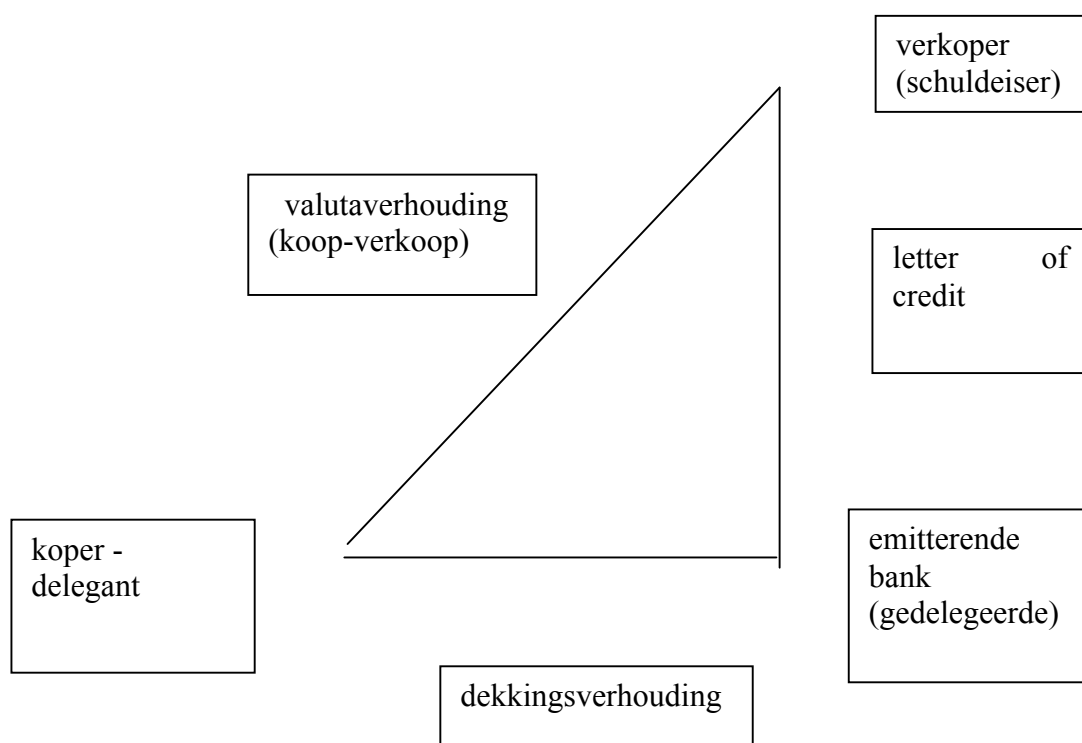 verkoper
(schuldeiser)
valutaverhouding
(koop-verkoop)
letter of
credit
koper -
delegant
emitterende
bank
(gedelegeerde)
dekkingsverhouding